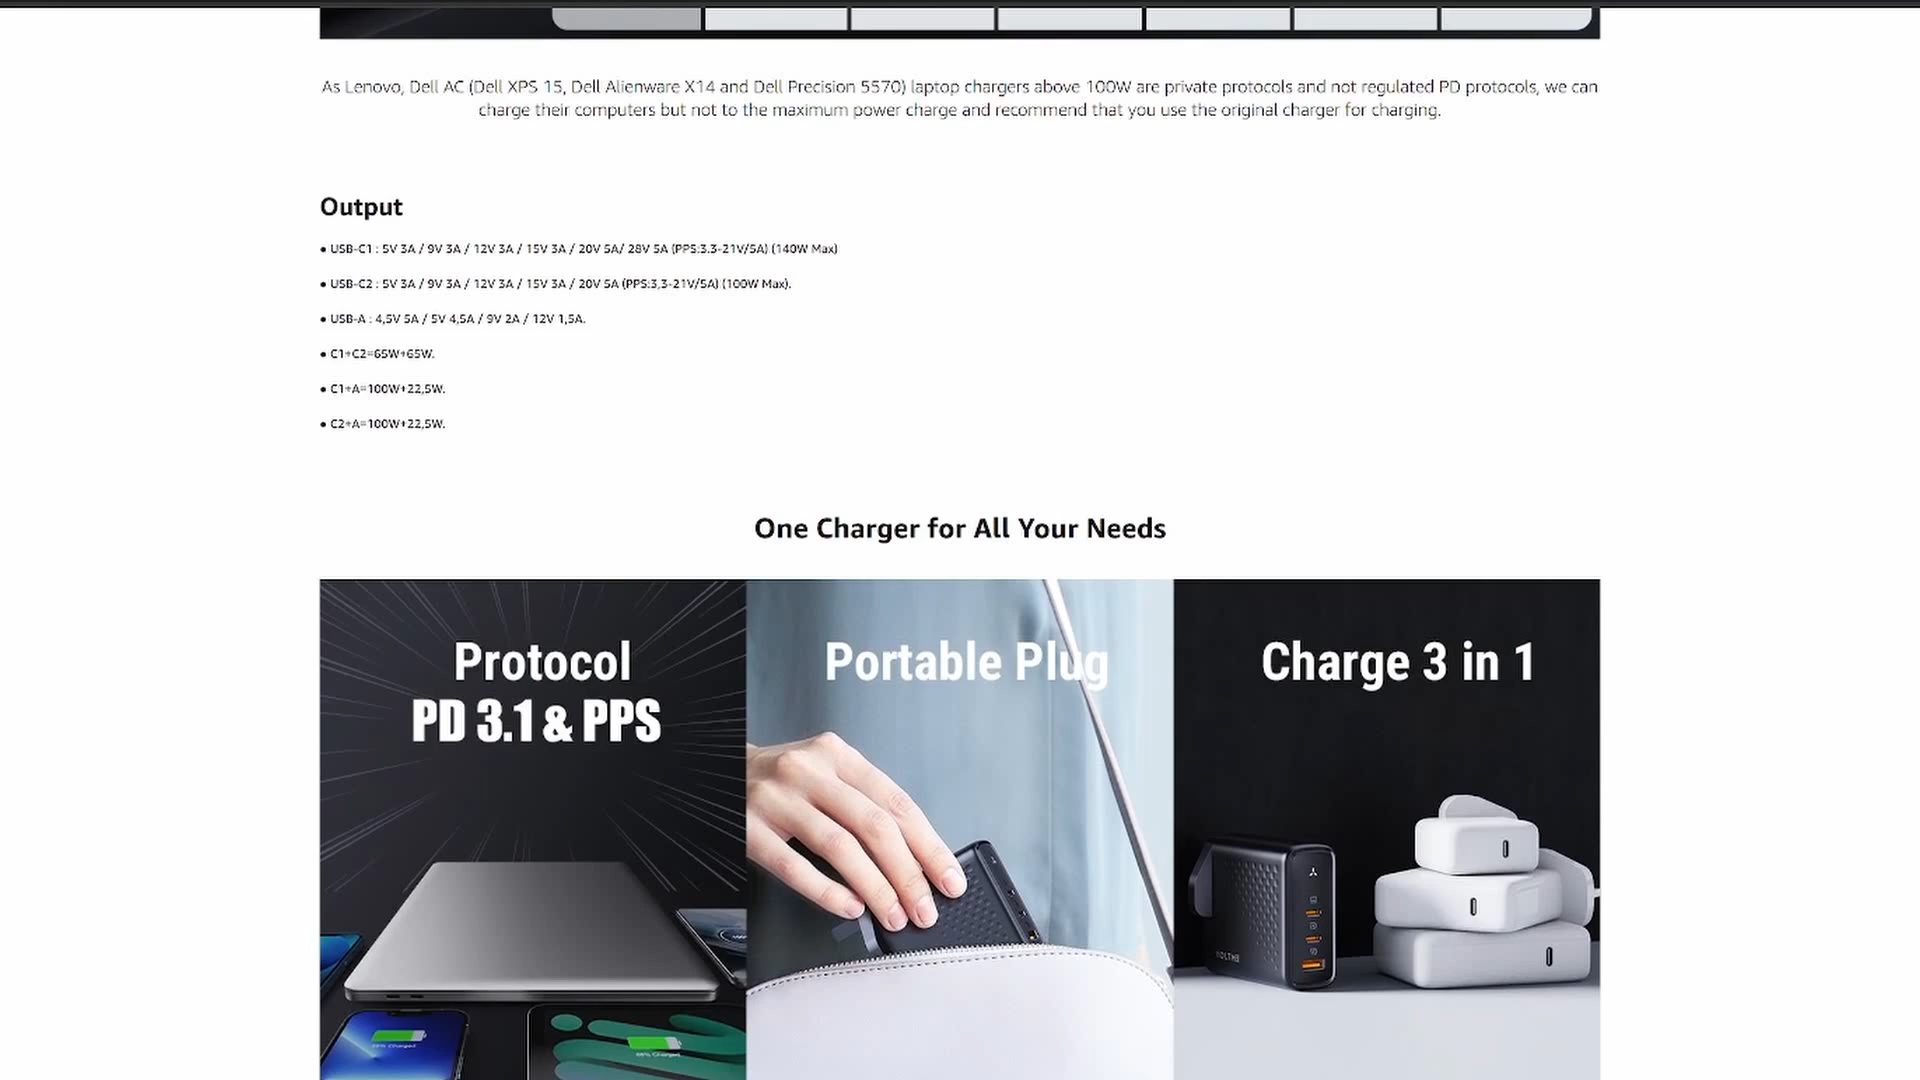 As Lenovo, Dell AC (Dell XPS 15, Dell Alienware X14 and Dell Precision 5570) laptop chargers above 100W are private protocols and not regulated PD protocols, we can
charge their computers but not to the maximum power charge and recommend that you use the original charger for charging.
Output
● USB-C1 : 5V 3A / 9V 3A / 12V 3A / 15V 3A / 20V 5A/ 28V 5A (PPS:3.3-21V/5A) (140W Max)
● USB-C2 : 5V 3A / 9V 3A / 12V 3A / 15V 3A / 20V 5A (PPS:3,3-21V/5A) (100W Max).
● USB-A : 4,5V 5A / 5V 4,5A / 9V 2A / 12V 1,5A.
● C1+C2=65W+65W.
● C1+A=100W+22,5W.
● C2+A=100W+22,5W.
One Charger for All Your Needs
Protocol
PD 3.1 & PPS
Portable Plug
Charge 3 in 1
VOLTME